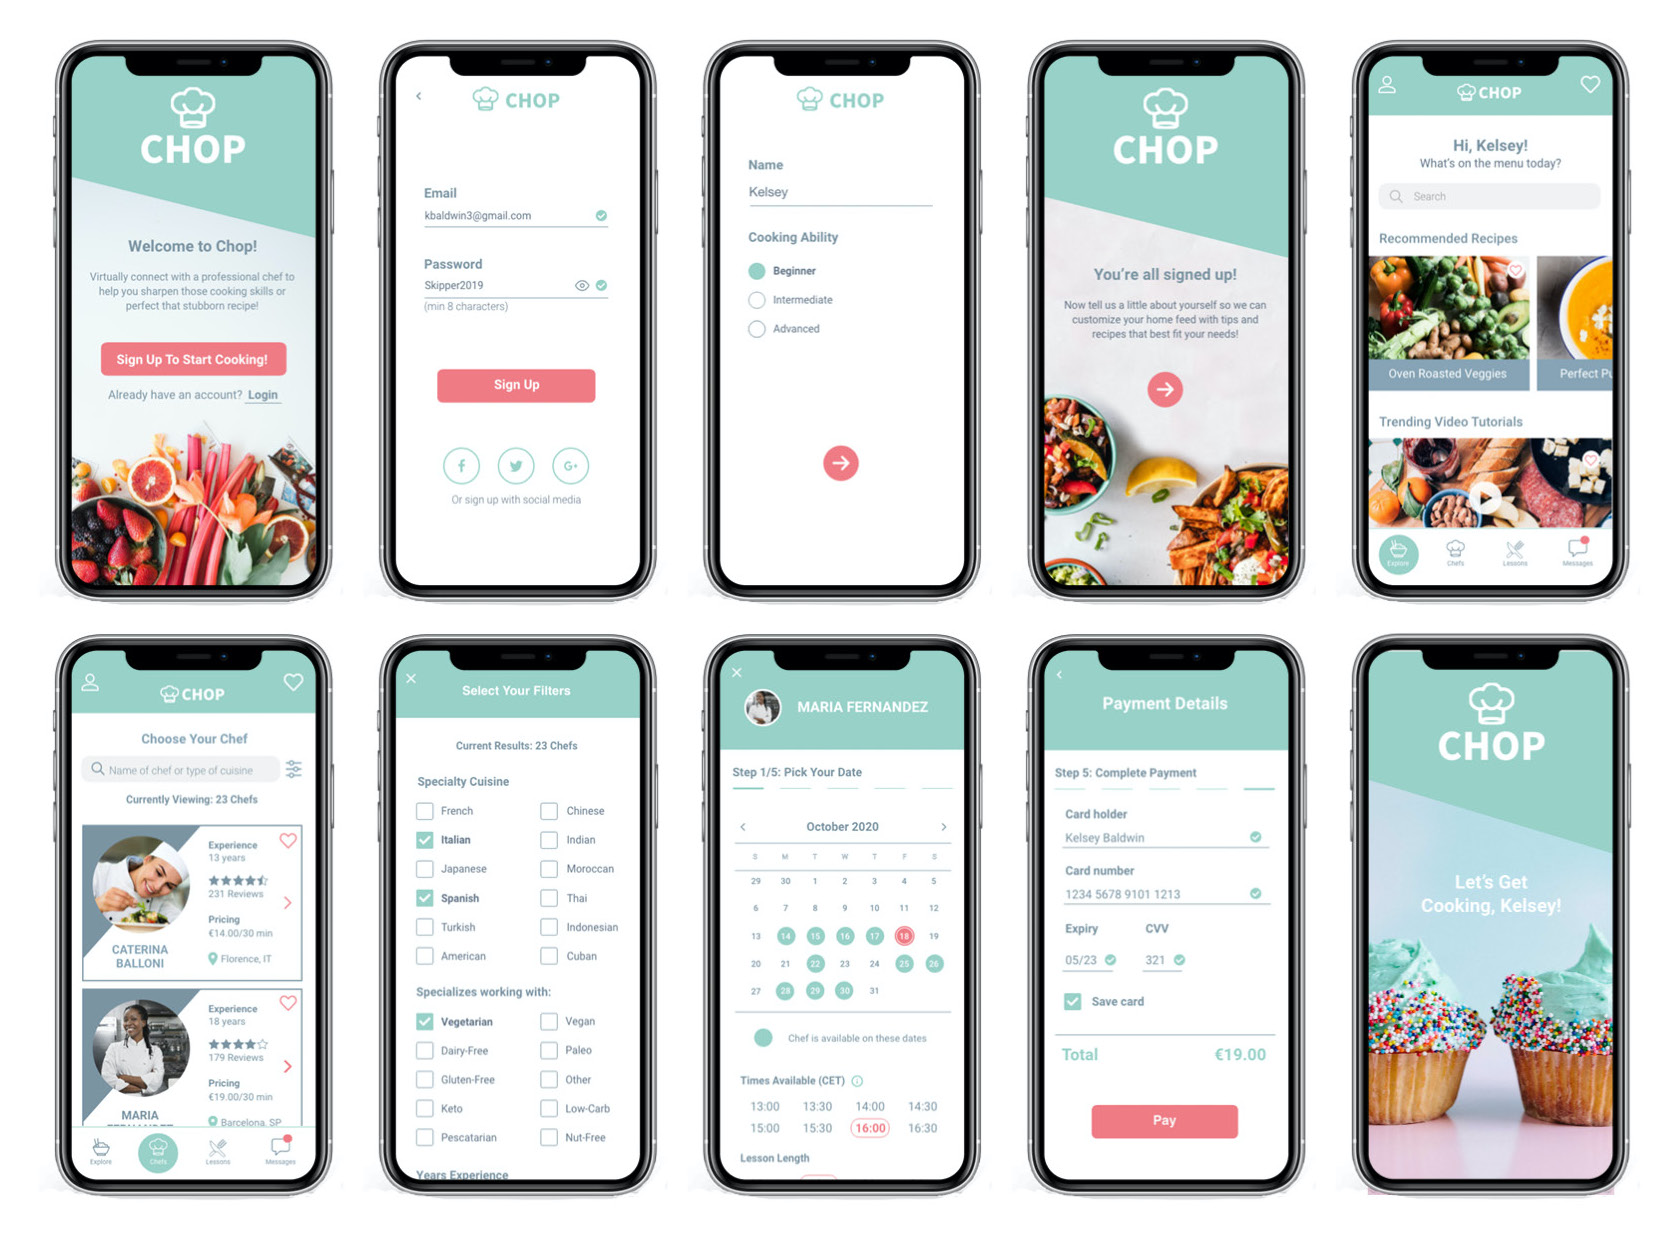 CHOP
Welcome to Chop!
Virtually connect with a professional chef to
help you sharpen those cooking skills or
perfect that stubborn recipe!
Sign Up To Start Cooking!
Already have an account? Login
CHOP
Email
kbaldwin3@gmail.com
Password
Skipper2019
(min 8 characters)
Sign Up
f
G+
Or sign up with social media
CHOP
Name
Kelsey
Cooking Ability
Beginner
Intermediate
Advanced
CHOP
You're all signed up!
Now tell us a little about yourself so we can
customize your home feed with tips and
recipes that best fit your needs!
CHOP
Hi, Kelsey!
What's on the menu today?
Search
Recommended Recipes
Oven Roasted Veggies Perfect Pu
Trending Video Tutorials
Explore Chefs Lessons Messages
CHOP
Choose Your Chef
Name of chef or type of cuisine
Currently Viewing: 23 Chefs
Experience
13 years
231 Reviews
Pricing
€14.00/30 min
Florence, IT
CATERINA
BALLONI
Experience
18 years
179 Reviews
Pricing
€19.00/30 min
Barcelona, SP
MARIA
FERNANDEZ
Explore Chefs Lessons Messages
Select Your Filters
Current Results: 23 Chefs
Specialty Cuisine
French Chinese
Italian Indian
Japanese Moroccan
Spanish Thai
Turkish Indonesian
American Cuban
Specializes working with:
Vegetarian Vegan
Dairy-Free Paleo
Gluten-Free Other
Keto Low-Carb
Pescatarian Nut-Free
Years Experience
MARIA FERNANDEZ
Step 1/5: Pick Your Date
October 2020
S M T W T F S
29 30 1 2 3 4 5
6 7 8 9 10 11 12
13 14 15 16 17 18 19
20 21 22 23 24 25 26
27 28 29 30 31
Chef is available on these dates
Times Available (CET)
13:00 13:30 14:00 14:30
15:00 15:30 16:00 16:30
Lesson Length
Payment Details
Step 5: Complete Payment
Card holder
Kelsey Baldwin
Card number
1234 5678 9101 1213
Expiry CVV
05/23 321
Save card
Total €19.00
Pay
CHOP
Let's Get
Cooking, Kelsey!